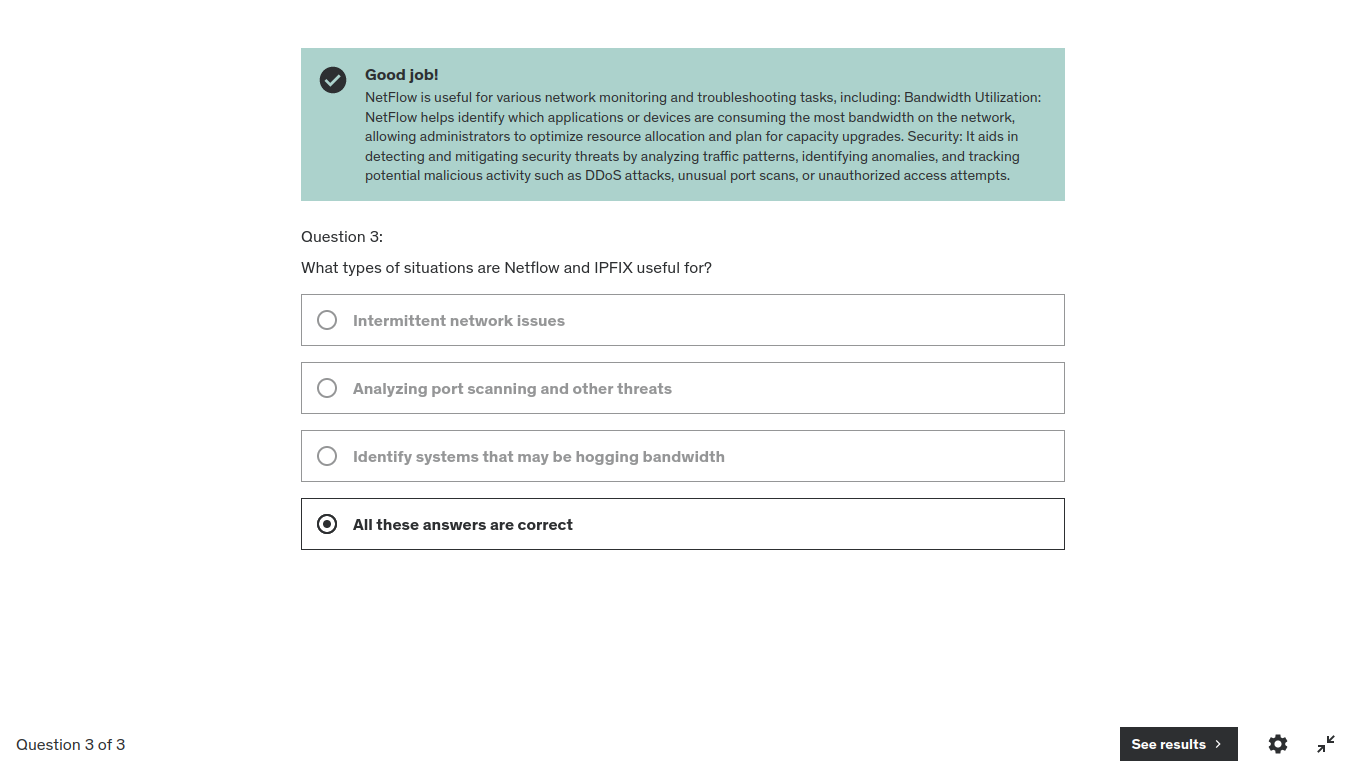 Good job!
NetFlow is useful for various network monitoring and troubleshooting tasks, including: Bandwidth Utilization:
NetFlow helps identify which applications or devices are consuming the most bandwidth on the network,
allowing administrators to optimize resource allocation and plan for capacity upgrades. Security: It aids in
detecting and mitigating security threats by analyzing traffic patterns, identifying anomalies, and tracking
potential malicious activity such as DDoS attacks, unusual port scans, or unauthorized access attempts.
Question 3:
What types of situations are Netflow and IPFIX useful for?
Intermittent network issues
Analyzing port scanning and other threats
Identify systems that may be hogging bandwidth
All these answers are correct
Question 3 of 3
See results